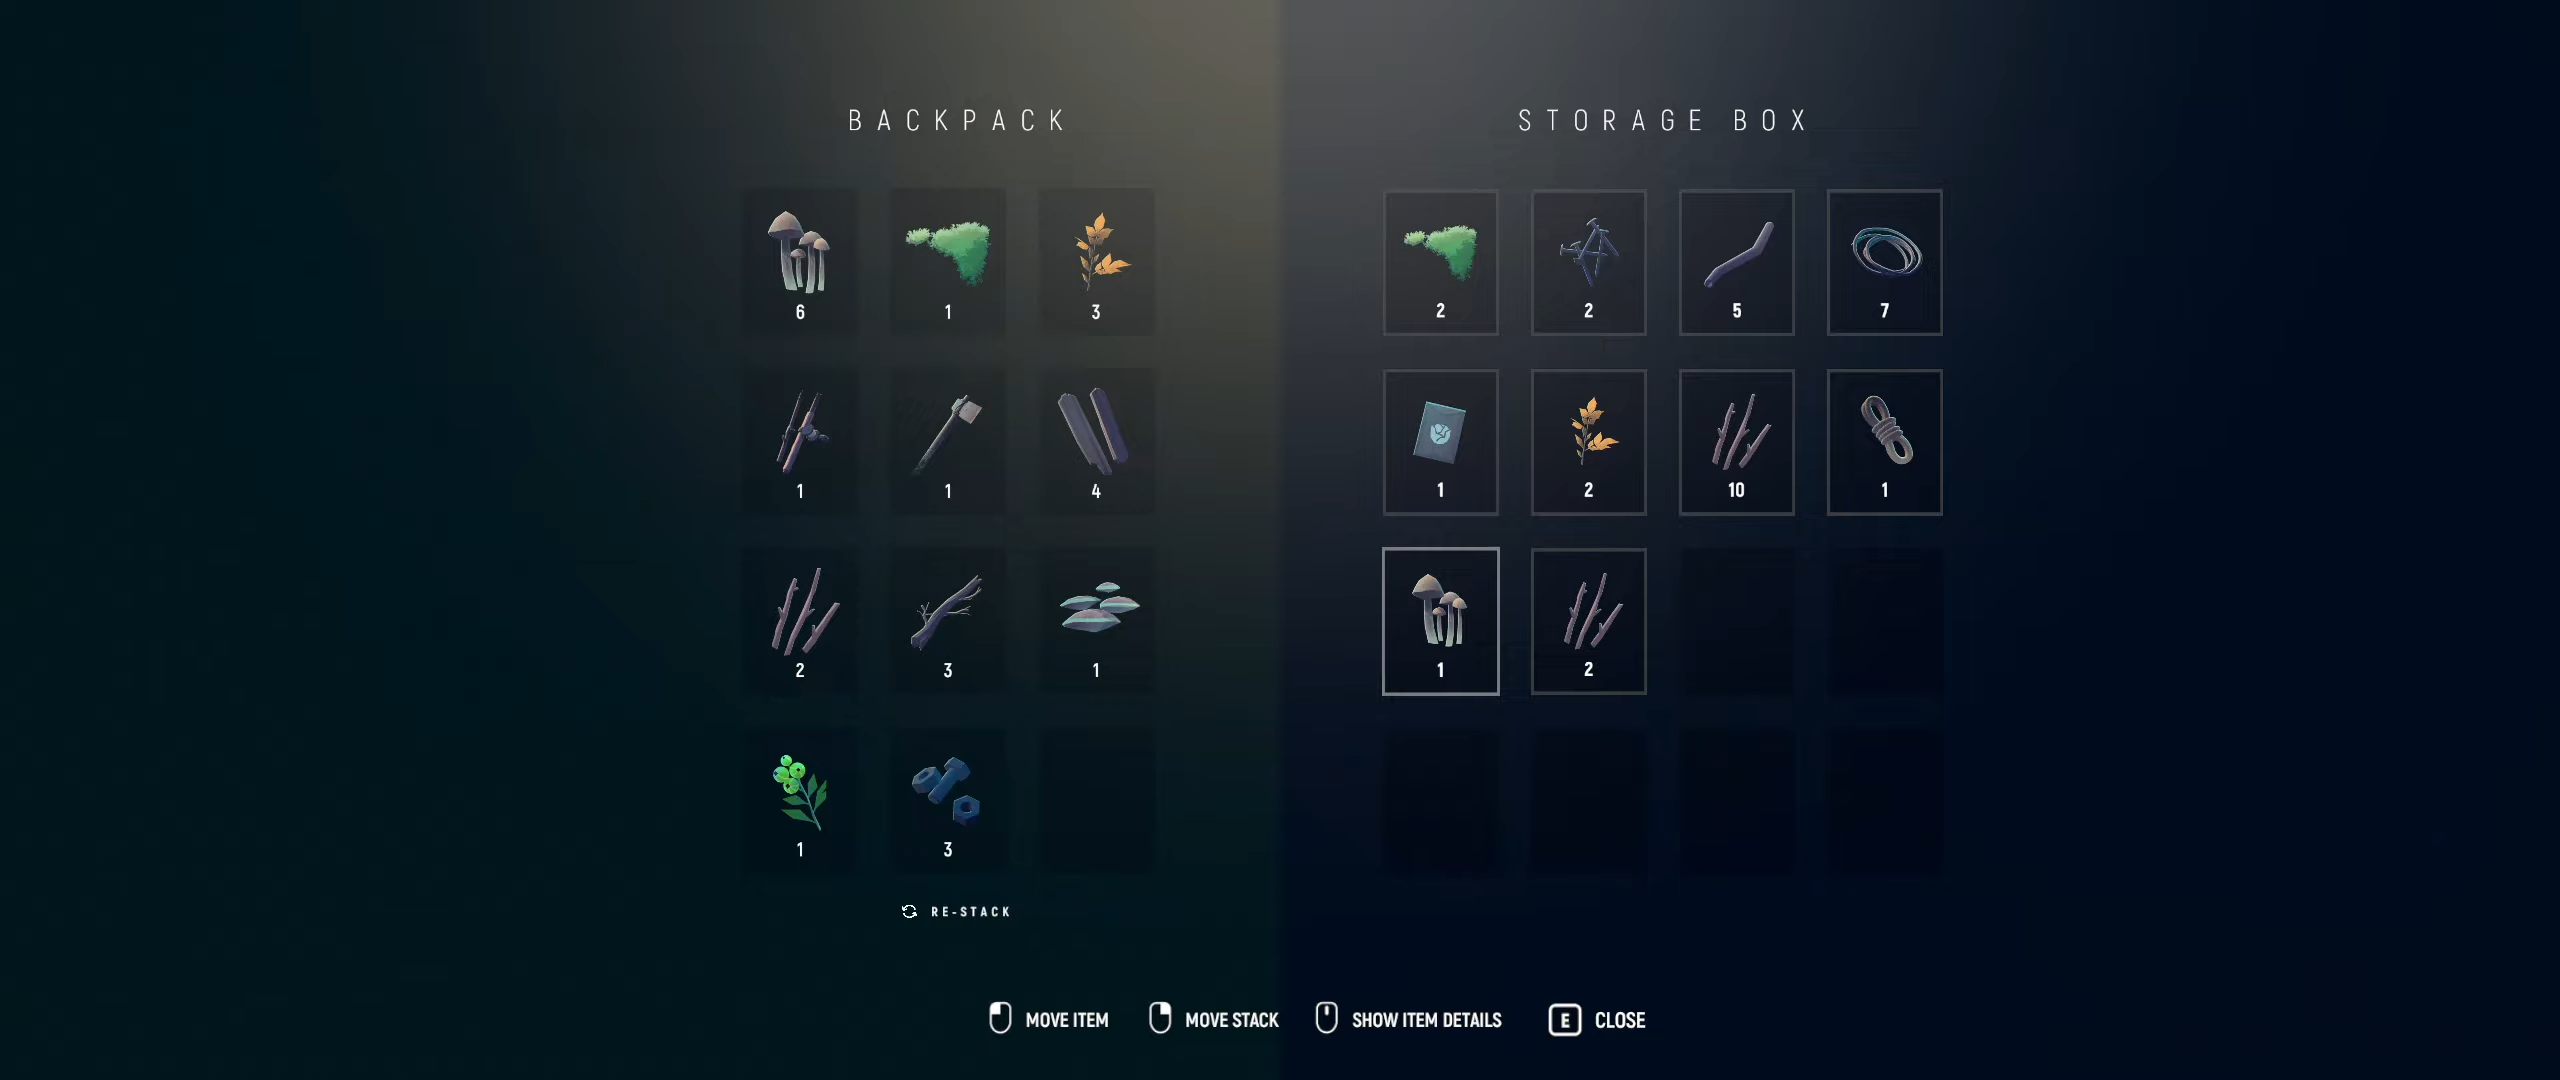 BACKPACK
STORAGE BOX
6 1 3
2 2 5 7
1 1 4
1 2 10 1
2 3 1
1 2
1 3
RE-STACK
MOVE ITEM MOVE STACK SHOW ITEM DETAILS E CLOSE